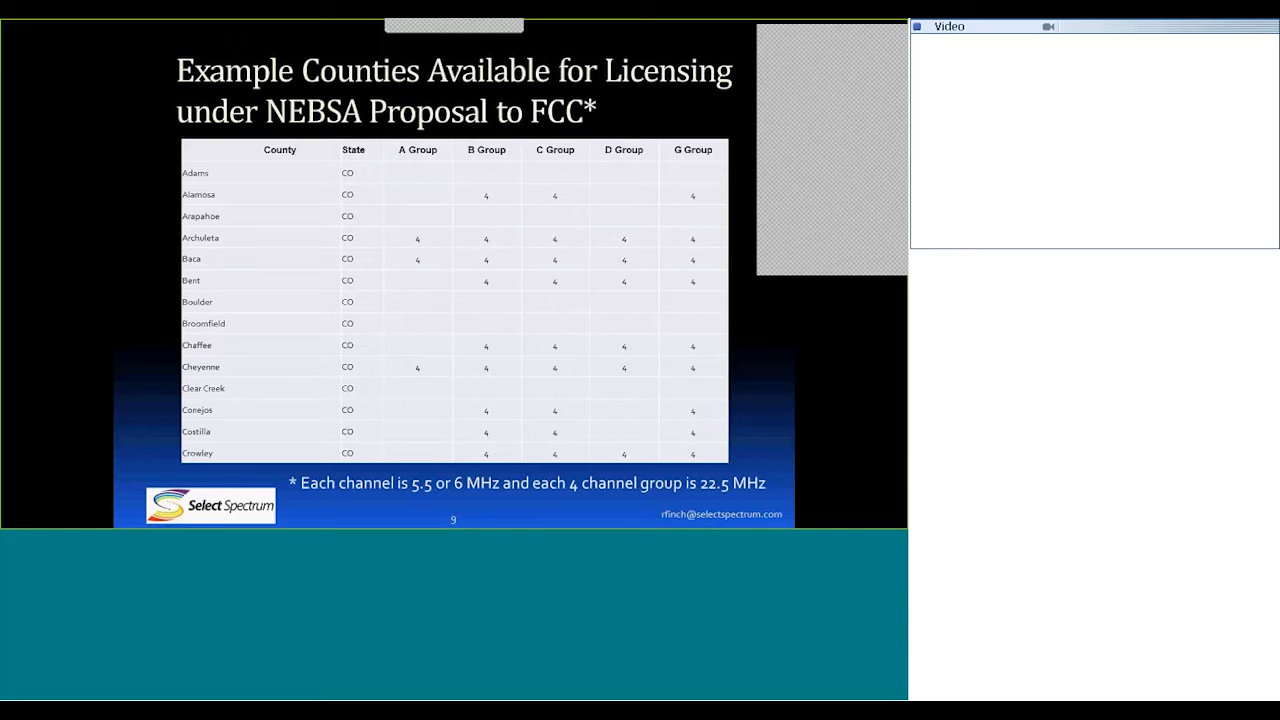 Video
Example Counties Available for Licensing
under NEBSA Proposal to FCC*
County State A Group B Group C Group D Group G Group
Adams CO
Alamosa CO 4 4 4
Arapahoe CO
Archuleta CO 4 4 4 4 4
Baca CO 4 4 4 4 4
Bent CO 4 4 4 4
Boulder CO
Broomfield CO
Chaffee CO 4 4 4 4
Cheyenne CO 4 4 4 4 4
Clear Creek CO
Conejos CO 4 4 4
Costilla CO 4 4 4
Crowley CO 4 4 4 4
* Each channel is 5.5 or 6 MHz and each 4 channel group is 22.5 MHz
Select Spectrum
9
rfinch@selectspectrum.com